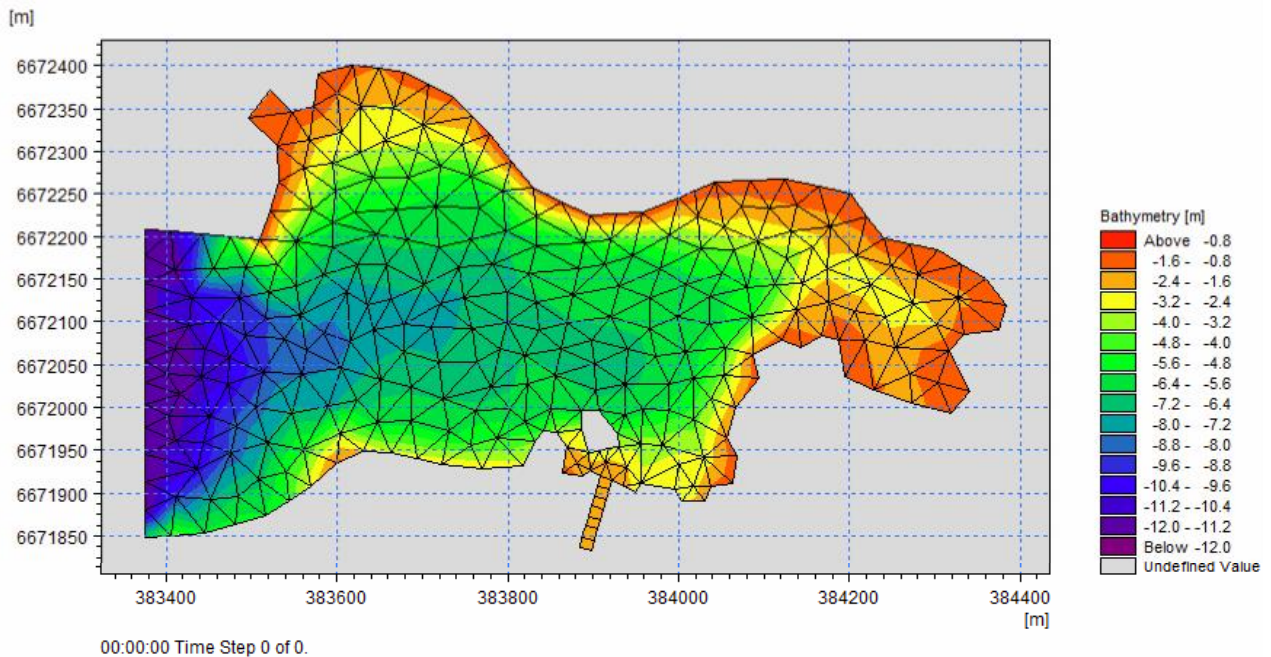 [m]
6672400
6672350
6672300
6672250
6672200
6672150
6672100
6672050
6672000
6671950
6671900
6671850
383400 383600 383800 384000 384200 384400
[m]
00:00:00 Time Step 0 of 0.
Bathymetry [m]
Above -0.8
-1.6 - -0.8
-2.4 - -1.6
-3.2 - -2.4
-4.0 - -3.2
-4.8 - -4.0
-5.6 - -4.8
-6.4 - -5.6
-7.2 - -6.4
-8.0 - -7.2
-8.8 - -8.0
-9.6 - -8.8
-10.4 - -9.6
-11.2 - -10.4
-12.0 - -11.2
Below -12.0
Undefined Value